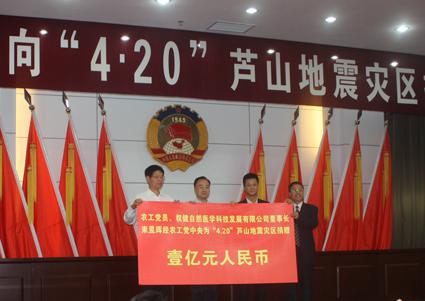 向“4·20”芦山地震灾区
1949
农工党员、权健自然医学科技发展有限公司董事长
束昱辉经农工党中央为“4·20”芦山地震灾区捐赠
壹亿元人民币